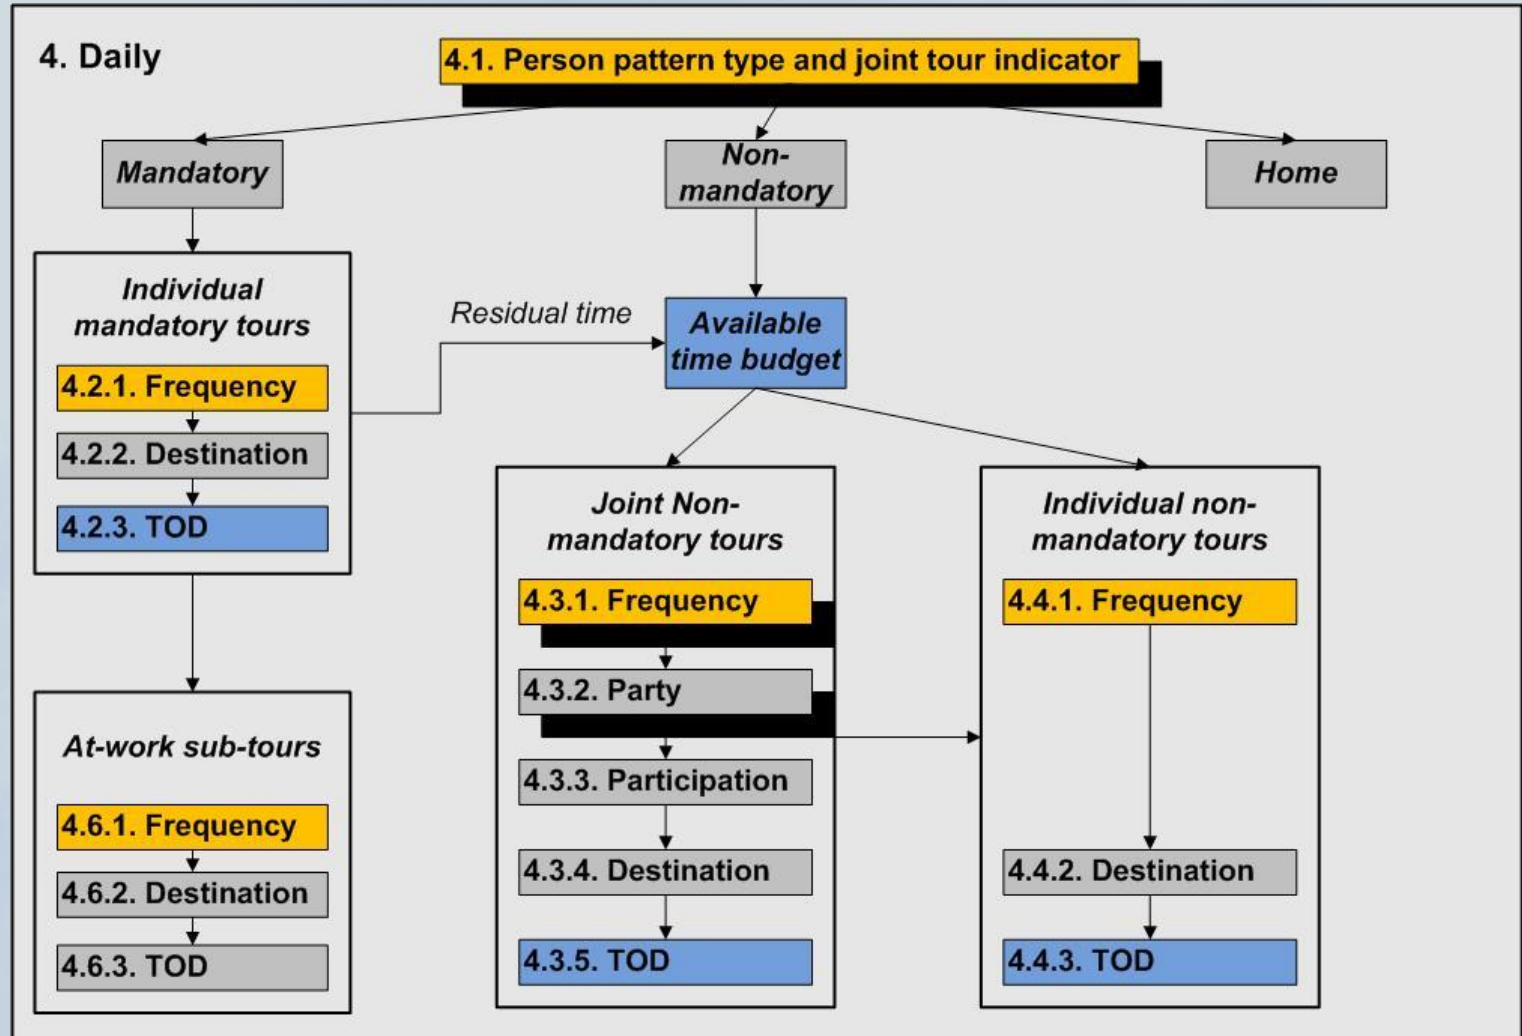 4. Daily
4.1. Person pattern type and joint tour indicator
Mandatory
Non-
mandatory
Home
Individual
mandatory tours
4.2.1. Frequency
4.2.2. Destination
4.2.3. TOD
Residual time
Available
time budget
At-work sub-tours
4.6.1. Frequency
4.6.2. Destination
4.6.3. TOD
Joint Non-
mandatory tours
4.3.1. Frequency
4.3.2. Party
4.3.3. Participation
4.3.4. Destination
4.3.5. TOD
Individual non-
mandatory tours
4.4.1. Frequency
4.4.2. Destination
4.4.3. TOD